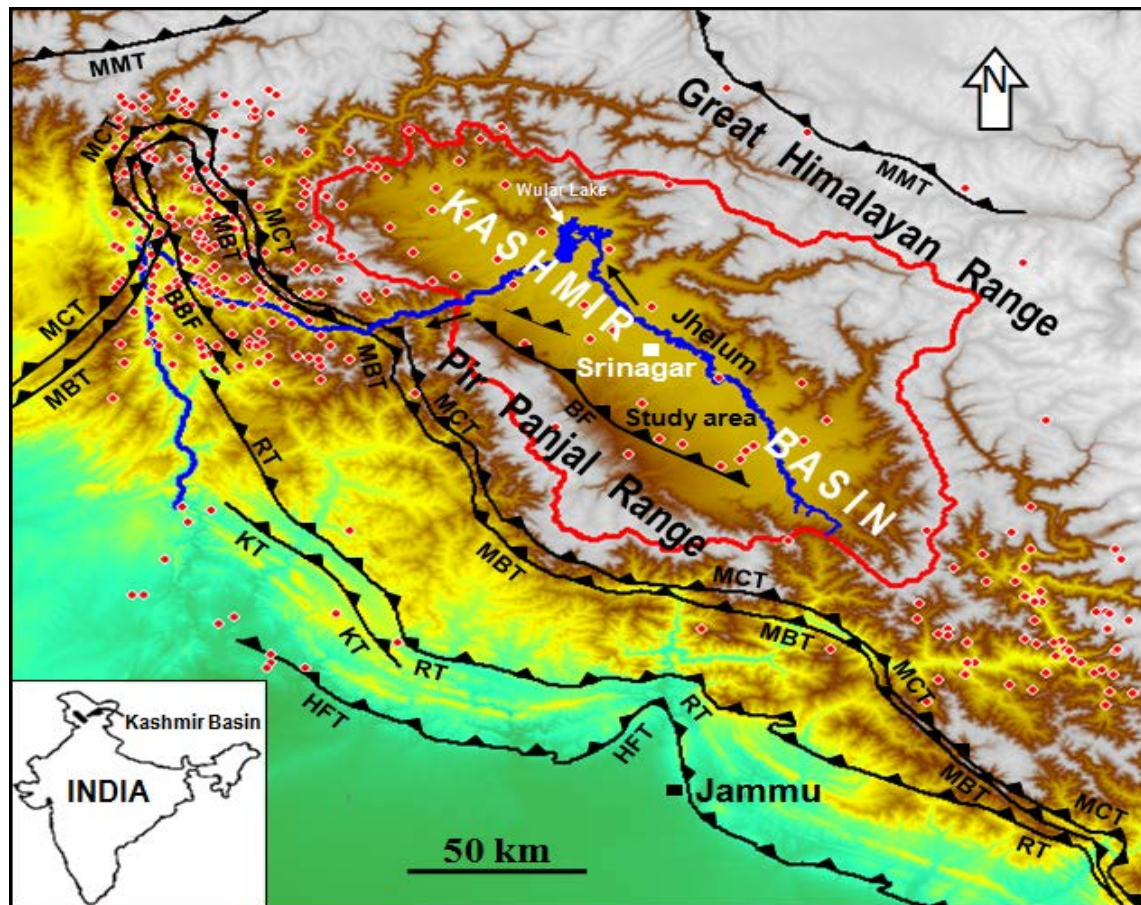 MMT
N
Great Himalayan Range
MMT
MCT
MBT
MCT
Wular Lake
KASHMIR BASIN
Jhelum
Srinagar
Study area
BF
Pir Panjal Range
MCT
MBT
BBF
MBT
MCT
RT
KT
KT
MBT
MCT
MBT
MCT
RT
HFT
HFT
RT
Jammu
MBT
MCT
RT
50 km
Kashmir Basin
INDIA